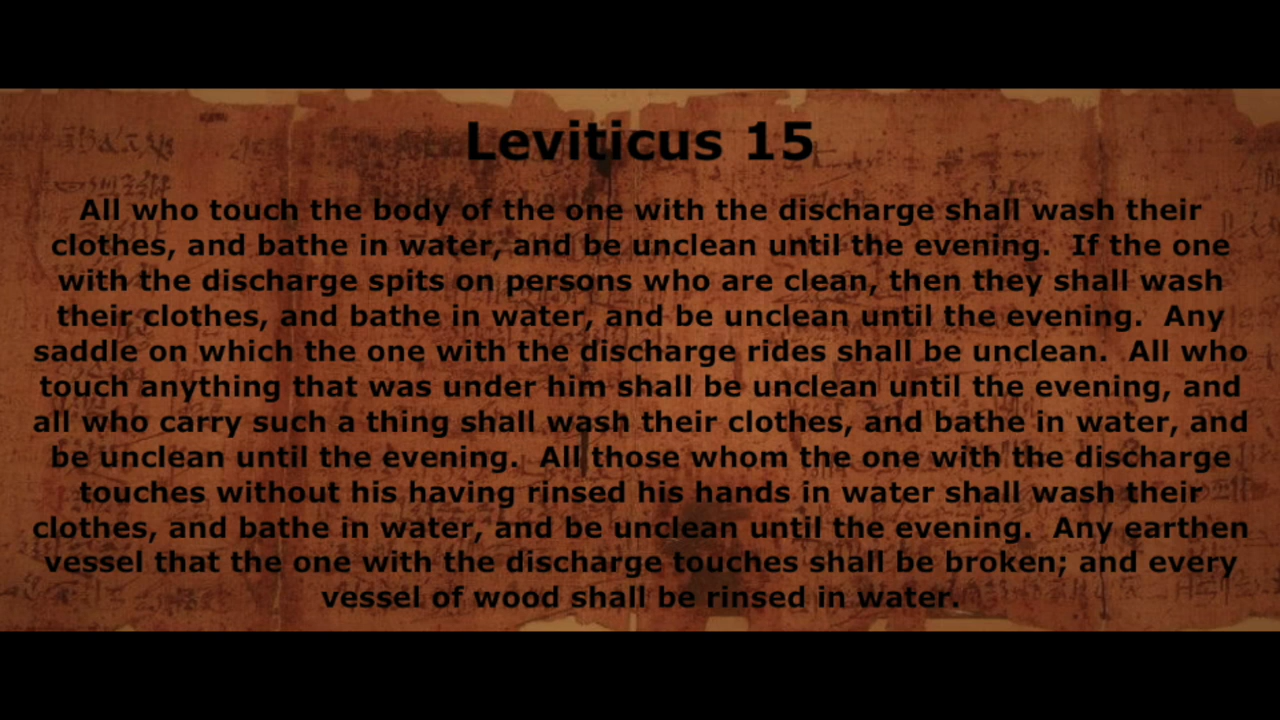 Leviticus 15
All who touch the body of the one with the discharge shall wash their
clothes, and bathe in water, and be unclean until the evening.  If the one
with the discharge spits on persons who are clean, then they shall wash
their clothes, and bathe in water, and be unclean until the evening.  Any
saddle on which the one with the discharge rides shall be unclean.  All who
touch anything that was under him shall be unclean until the evening, and
all who carry such a thing shall wash their clothes, and bathe in water, and
be unclean until the evening.  All those whom the one with the discharge
touches without his having rinsed his hands in water shall wash their
clothes, and bathe in water, and be unclean until the evening.  Any earthen
vessel that the one with the discharge touches shall be broken; and every
vessel of wood shall be rinsed in water.